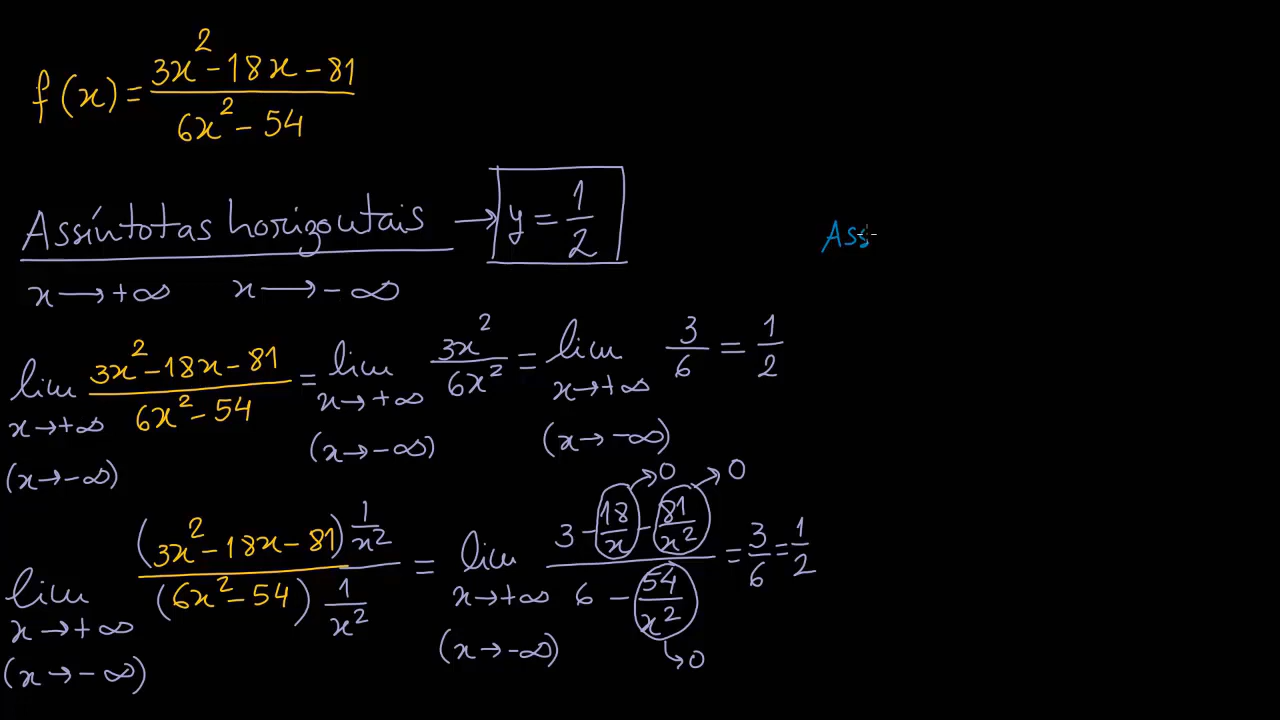 f(x) = (3x² - 18x - 81)/(6x² - 54)
Assíntotas horizontais → y = 1/2
x → +∞ x → -∞
lim x→+∞ (x→-∞) (3x² - 18x - 81)/(6x² - 54) = lim x→+∞ (x→-∞) 3x²/6x² = lim x→+∞ (x→-∞) 3/6 = 1/2
lim x→+∞ (x→-∞) ((3x² - 18x - 81) 1/x²)/((6x² - 54) 1/x²) = lim x→+∞ (x→-∞) (3 - 18/x →0 - 81/x² →0)/(6 - 54/x² →0) = 3/6 = 1/2
Ass